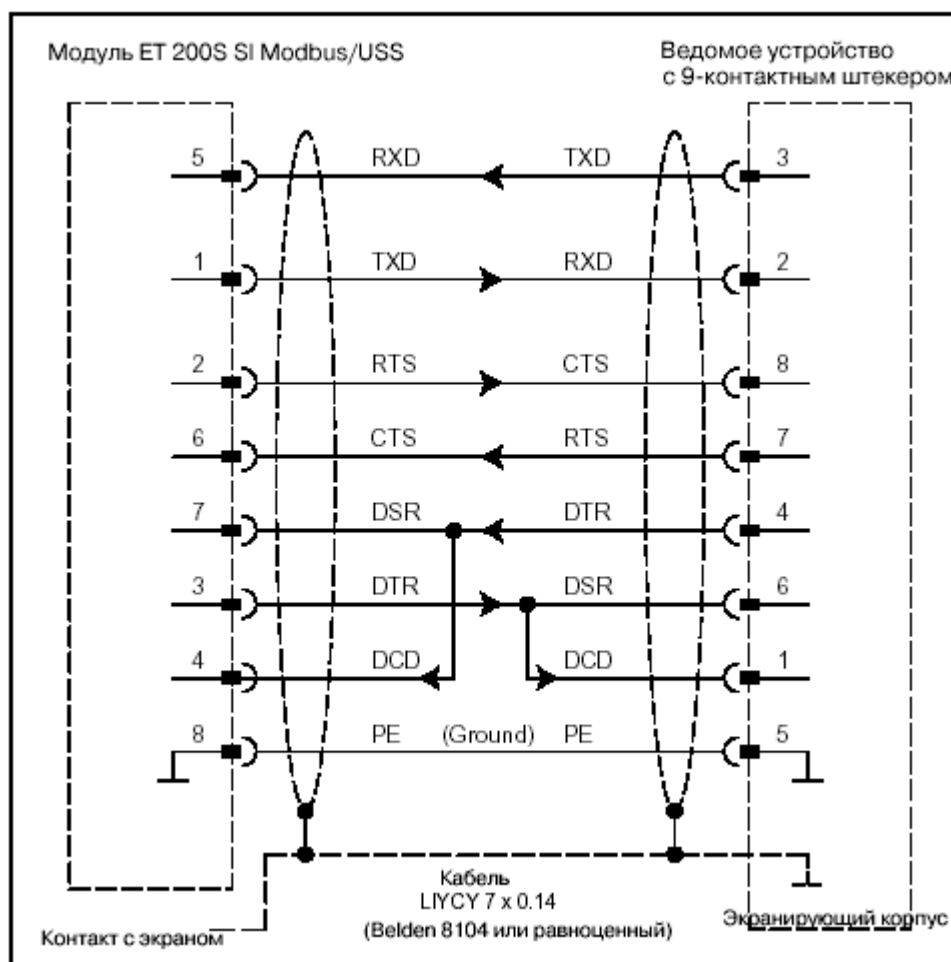 Модуль ET 200S SI Modbus/USS
Ведомое устройство
с 9-контактным штекером
5 RXD TXD 3
1 TXD RXD 2
2 RTS CTS 8
6 CTS RTS 7
7 DSR DTR 4
3 DTR DSR 6
4 DCD DCD 1
8 PE (Ground) PE 5
Кабель
LIYCY 7 x 0.14
(Belden 8104 или равноценный)
Контакт с экраном
Экранирующий корпус